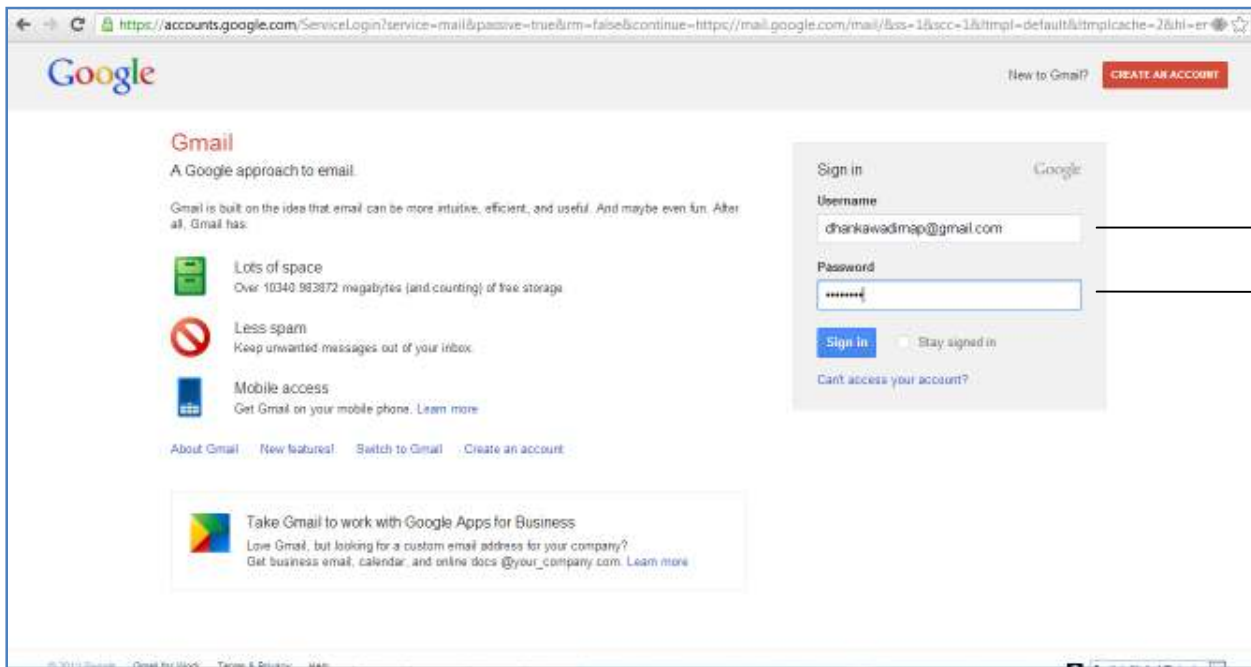 https://accounts.google.com/ServiceLogin?service=mail&passive=true&rm=false&continue=https://mail.google.com/mail/&ss=1&scc=1&ltmpl=default&ltmplcache=2&hl=en
Google
New to Gmail? CREATE AN ACCOUNT
Gmail
A Google approach to email.
Gmail is built on the idea that email can be more intuitive, efficient, and useful. And maybe even fun. After
all, Gmail has:
Lots of space
Over 10340.983872 megabytes (and counting) of free storage
Less spam
Keep unwanted messages out of your inbox.
Mobile access
Get Gmail on your mobile phone. Learn more
About Gmail New features! Switch to Gmail Create an account
Take Gmail to work with Google Apps for Business
Love Gmail, but looking for a custom email address for your company?
Get business email, calendar, and online docs @your_company.com. Learn more
Sign in Google
Username
dhankawadimap@gmail.com
Password
Sign in Stay signed in
Can't access your account?
Gmail for Work Terms & Privacy Help